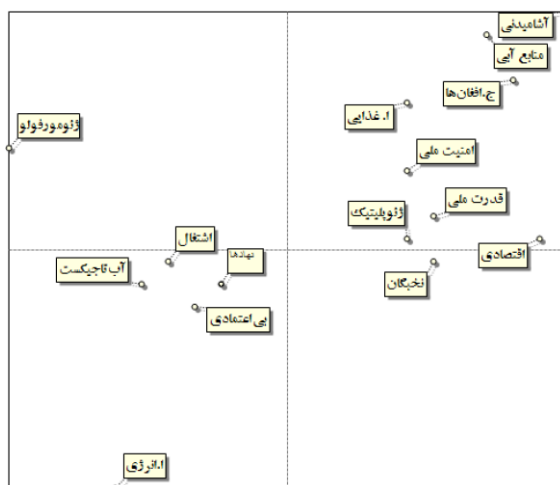 آشامیدنی
منابع آبی
ج.افغان‌ها
ا. غذایی
ژئومورفولو
امنیت ملی
قدرت ملی
ژئوپلیتیک
اقتصادی
اشتغال
نهادها
آب تاجیکست
نخبگان
بی اعتمادی
ا.انرژی